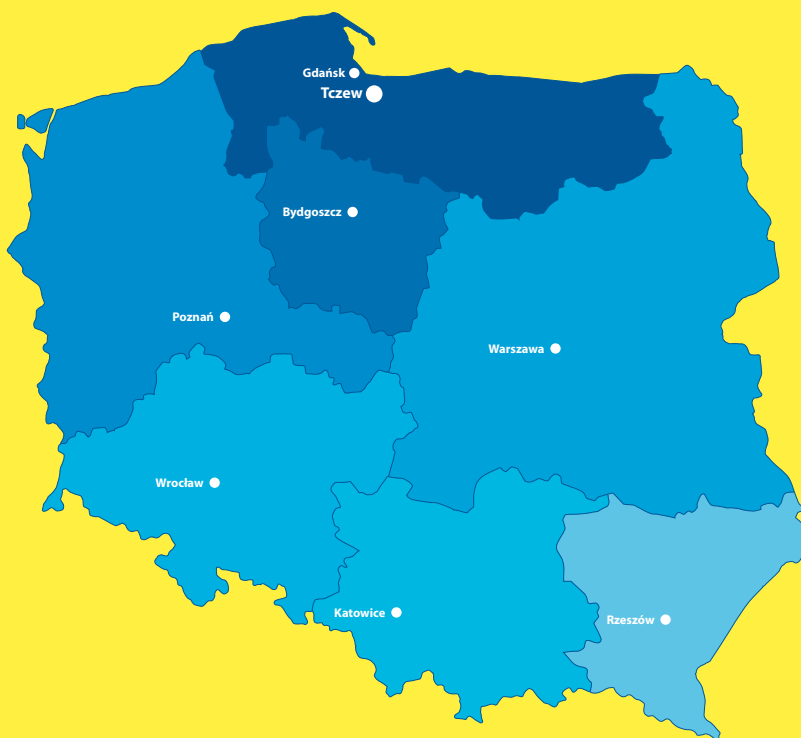 Gdańsk
Tczew
Bydgoszcz
Poznań
Warszawa
Wrocław
Katowice
Rzeszów